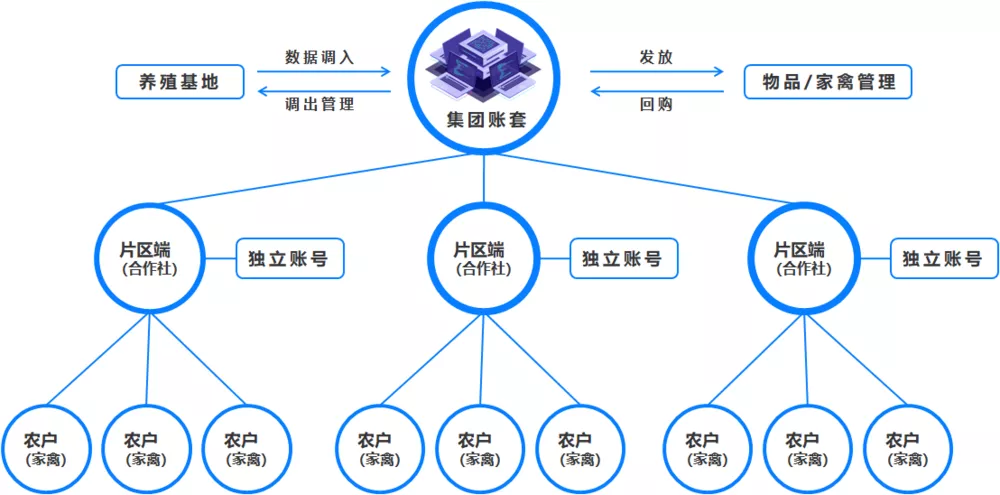 数据调入
发放
养殖基地
物品/家禽管理
调出管理
回购
集团账套
片区端
(合作社)
独立账号
片区端
(合作社)
独立账号
片区端
(合作社)
独立账号
农户
(家禽)
农户
(家禽)
农户
(家禽)
农户
(家禽)
农户
(家禽)
农户
(家禽)
农户
(家禽)
农户
(家禽)
农户
(家禽)